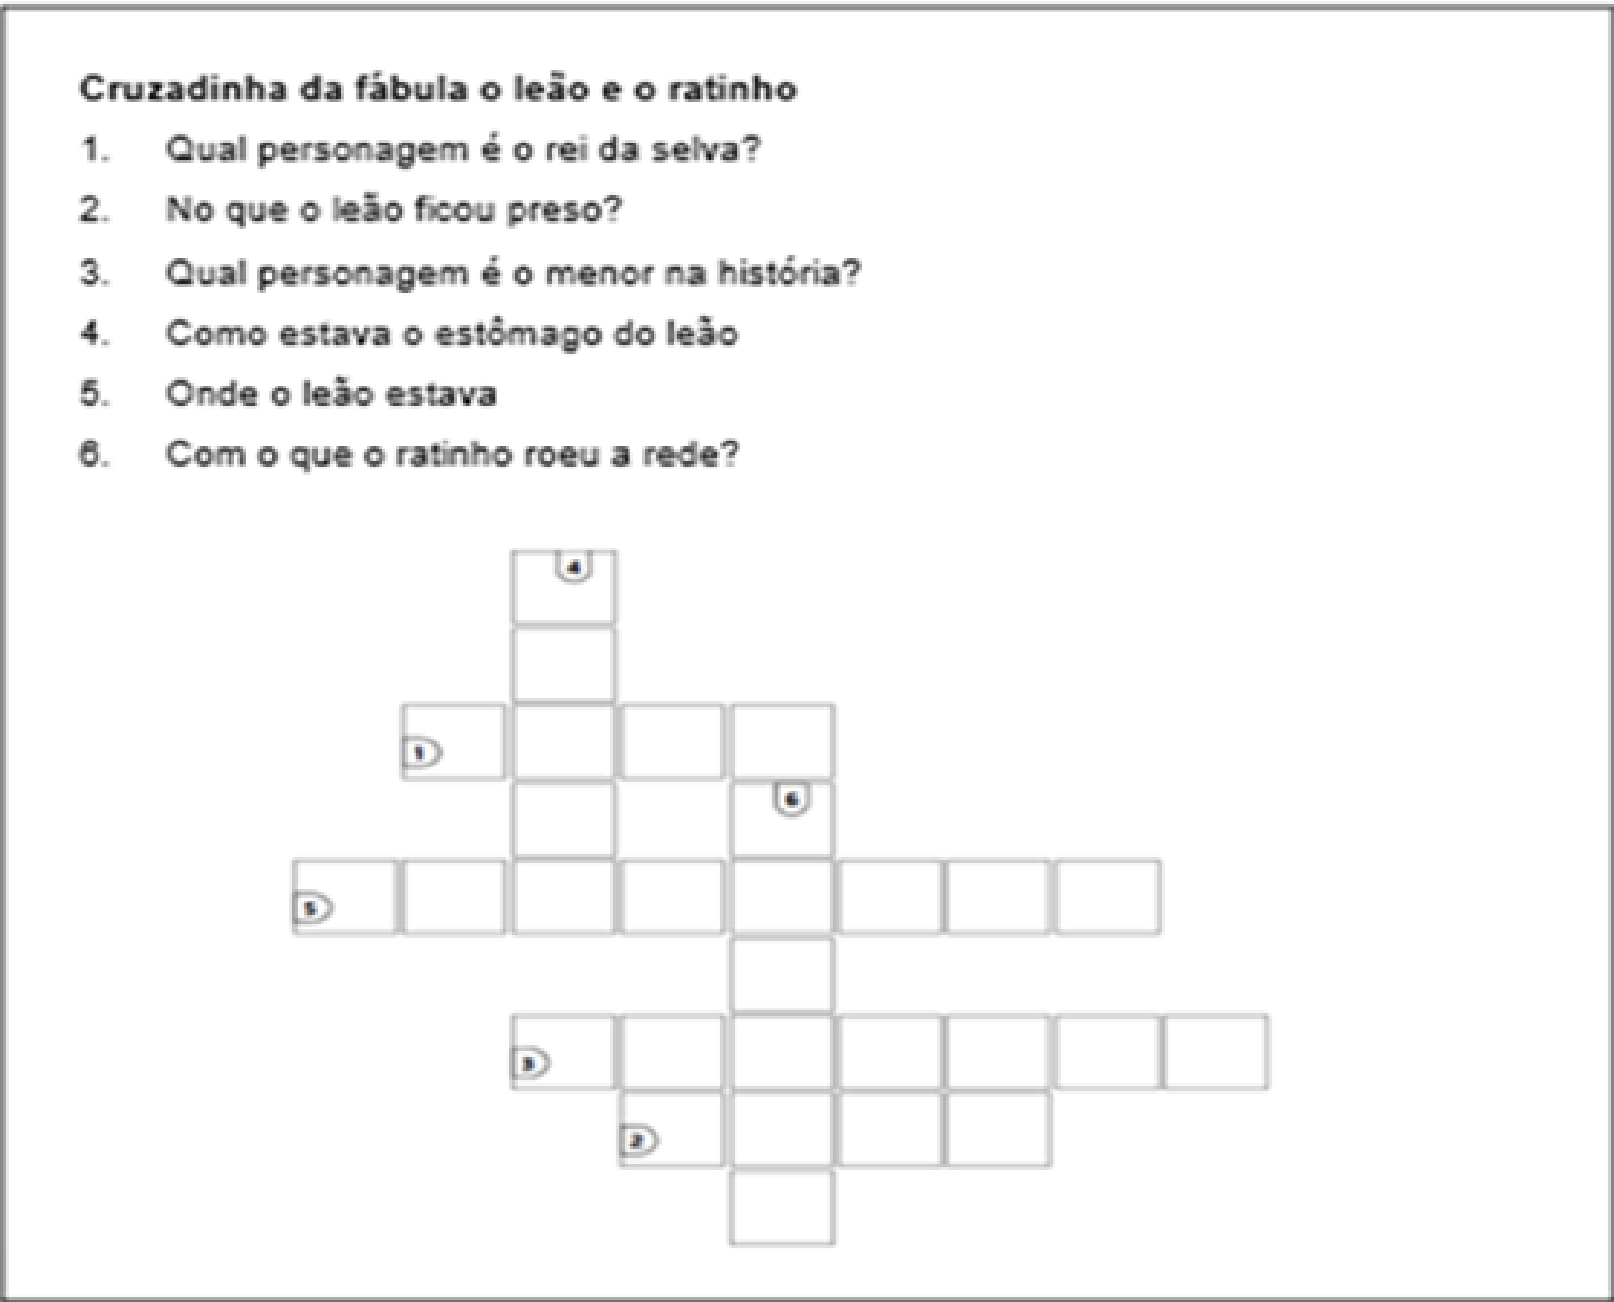 Cruzadinha da fábula o leão e o ratinho
1. Qual personagem é o rei da selva?
2. No que o leão ficou preso?
3. Qual personagem é o menor na história?
4. Como estava o estômago do leão
5. Onde o leão estava
6. Com o que o ratinho roeu a rede?
4
1
6
5
3
2